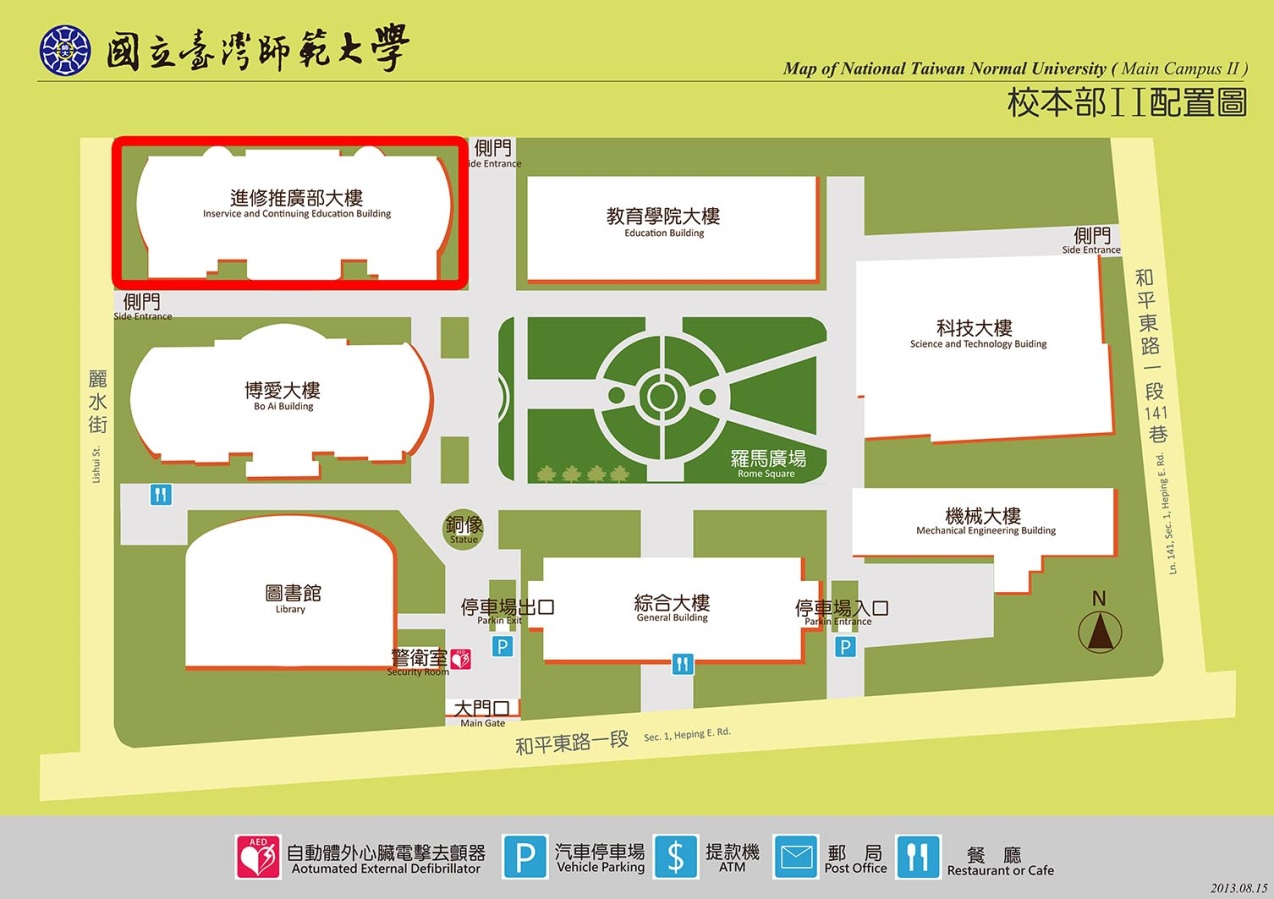 國立臺灣師範大學
Map of National Taiwan Normal University ( Main Campus II )
校本部II配置圖
側門
ide Entrance
進修推廣部大樓
Inservice and Continuing Education Building
教育學院大樓
Education Building
側門
Side Entrance
側門
Side Entrance
科技大樓
Science and Technology Buiding
和平東路一段141巷
Ln. 141, Sec. 1, Heping E. Rd.
麗水街
Lishui St.
博愛大樓
Bo Ai Building
羅馬廣場
Rome Square
銅像
Statue
機械大樓
Mechanical Engineering Building
圖書館
Library
停車場出口
Parkin Exit
P
綜合大樓
General Building
停車場入口
Parkin Entrance
P
N
警衛室
Security Room
AED
大門口
Main Gate
和平東路一段
Sec. 1, Heping E. Rd.
AED
自動體外心臟電擊去顫器
Aotumated External Defibrillator
P
汽車停車場
Vehicle Parking
$
提款機
ATM
郵 局
Post Office
餐 廳
Restaurant or Cafe
2013.08.15